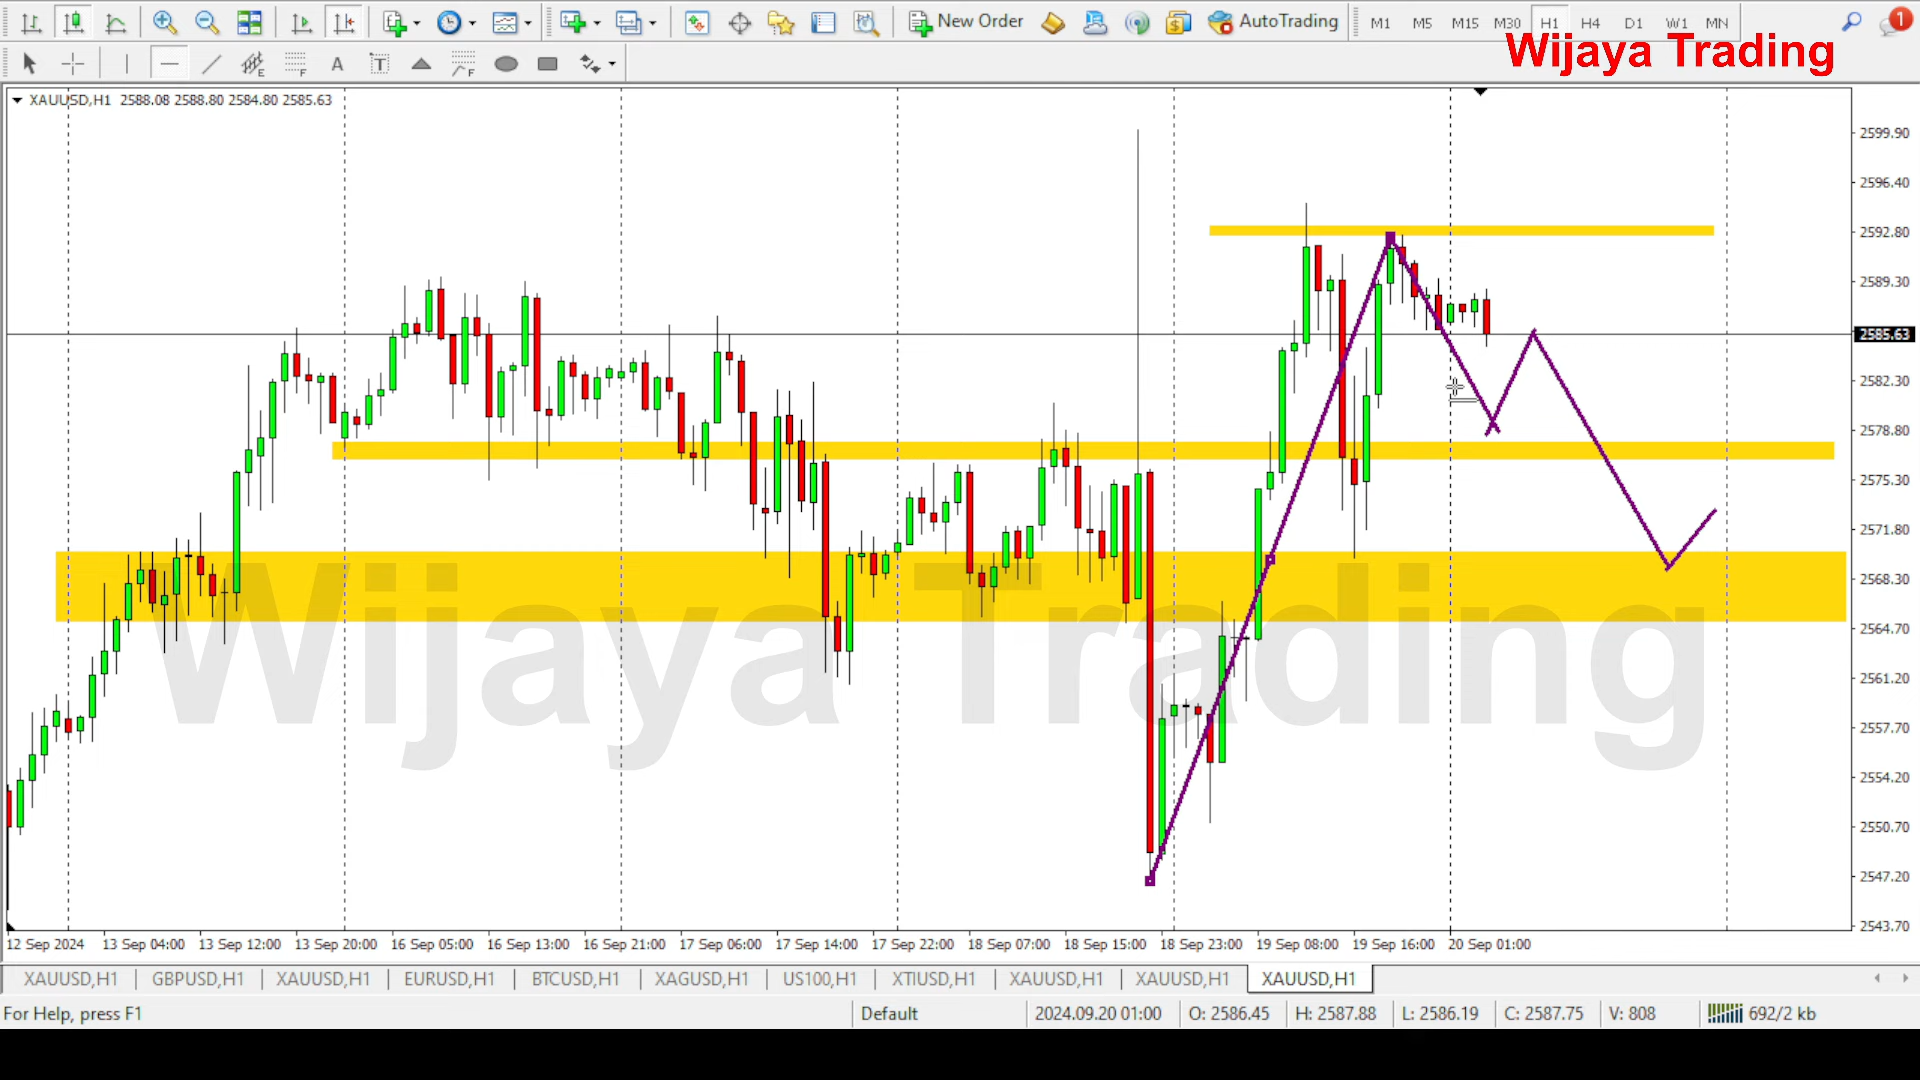 New Order
AutoTrading
M1 M5 M15 M30 H1 H4 D1 W1 MN
1
Wijaya Trading
E F A T F
XAUUSD,H1 2588.08 2588.80 2584.80 2585.63
2599.90
2596.40
2592.80
2589.30
2585.63
2582.30
2578.80
2575.30
2571.80
2568.30
2564.70
2561.20
2557.70
2554.20
2550.70
2547.20
2543.70
Wijaya Trading
12 Sep 2024 13 Sep 04:00 13 Sep 12:00 13 Sep 20:00 16 Sep 05:00 16 Sep 13:00 16 Sep 21:00 17 Sep 06:00 17 Sep 14:00 17 Sep 22:00 18 Sep 07:00 18 Sep 15:00 18 Sep 23:00 19 Sep 08:00 19 Sep 16:00 20 Sep 01:00
XAUUSD,H1 GBPUSD,H1 XAUUSD,H1 EURUSD,H1 BTCUSD,H1 XAGUSD,H1 US100,H1 XTIUSD,H1 XAUUSD,H1 XAUUSD,H1 XAUUSD,H1
For Help, press F1 Default 2024.09.20 01:00 O: 2586.45 H: 2587.88 L: 2586.19 C: 2587.75 V: 808 692/2 kb